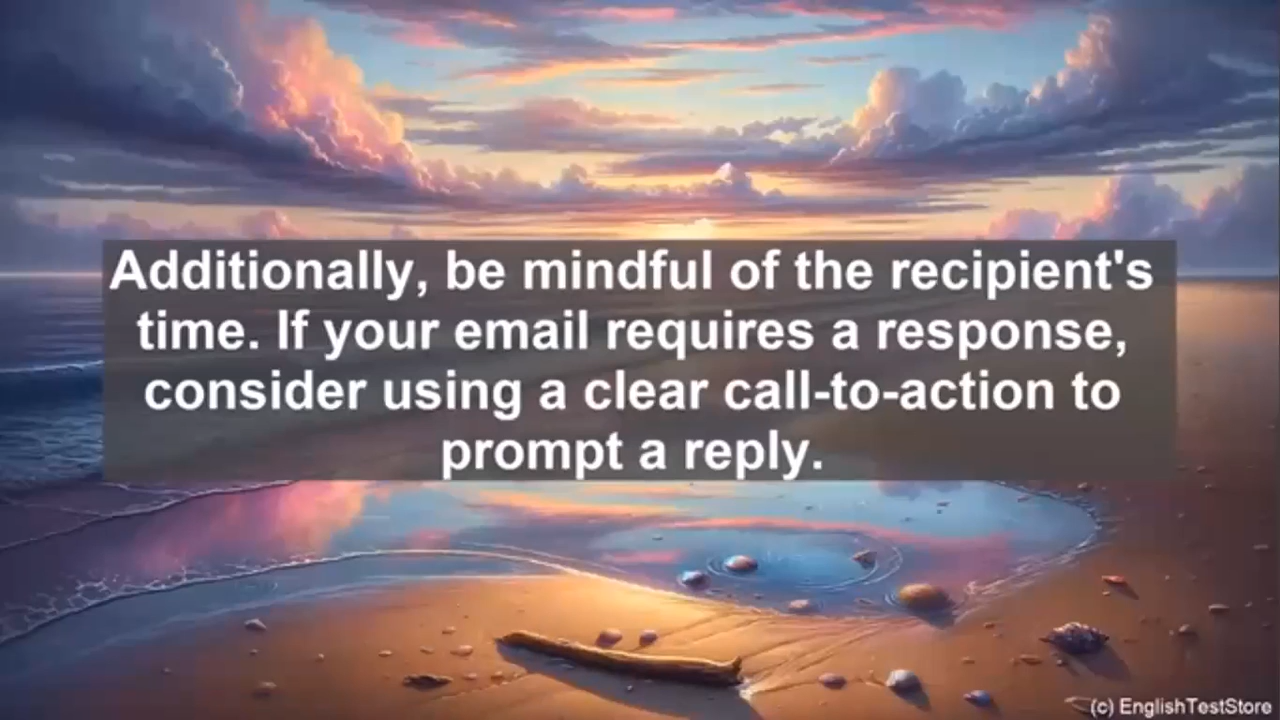 Additionally, be mindful of the recipient's
time. If your email requires a response,
consider using a clear call-to-action to
prompt a reply.
(c) EnglishTestStore